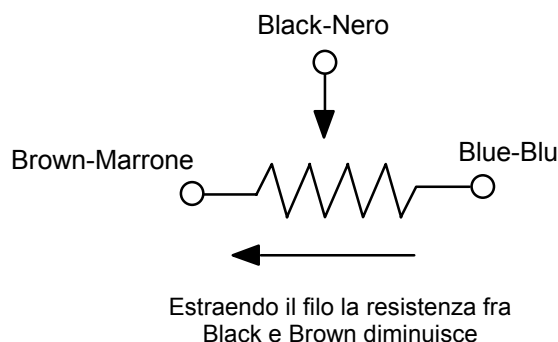 Black-Nero
Brown-Marrone
Blue-Blu
Estraendo il filo la resistenza fra
Black e Brown diminuisce